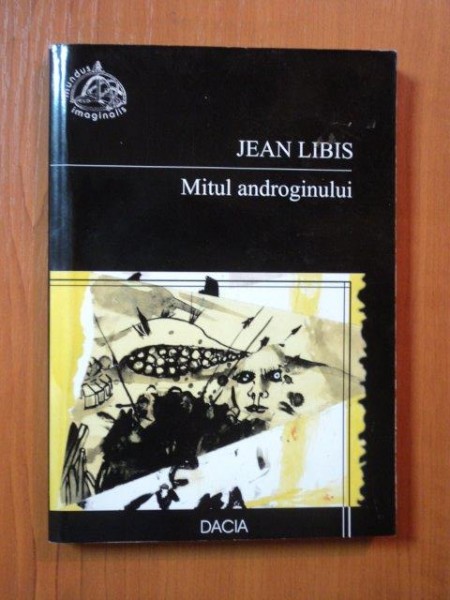 mundus
imaginalis
JEAN LIBIS
Mitul androginului
DACIA